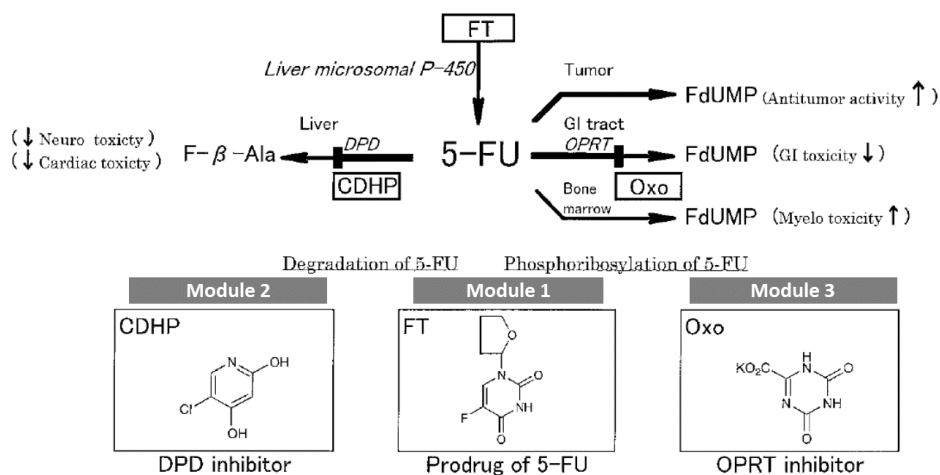 FT
Liver microsomal P-450
Tumor
FdUMP (Antitumor activity ↑)
(↓ Neuro toxicty)
(↓ Cardiac toxicty)
F-β-Ala
Liver
DPD
CDHP
5-FU
GI tract
OPRT
Oxo
FdUMP (GI toxicity ↓)
Bone
marrow
FdUMP (Myelo toxicity ↑)
Degradation of 5-FU Phosphoribosylation of 5-FU
Module 2 Module 1 Module 3
CDHP
N
OH
Cl
OH
DPD inhibitor
FT
O
N
O
F
NH
O
Prodrug of 5-FU
Oxo
H
N
O
KO2C
N
NH
O
OPRT inhibitor